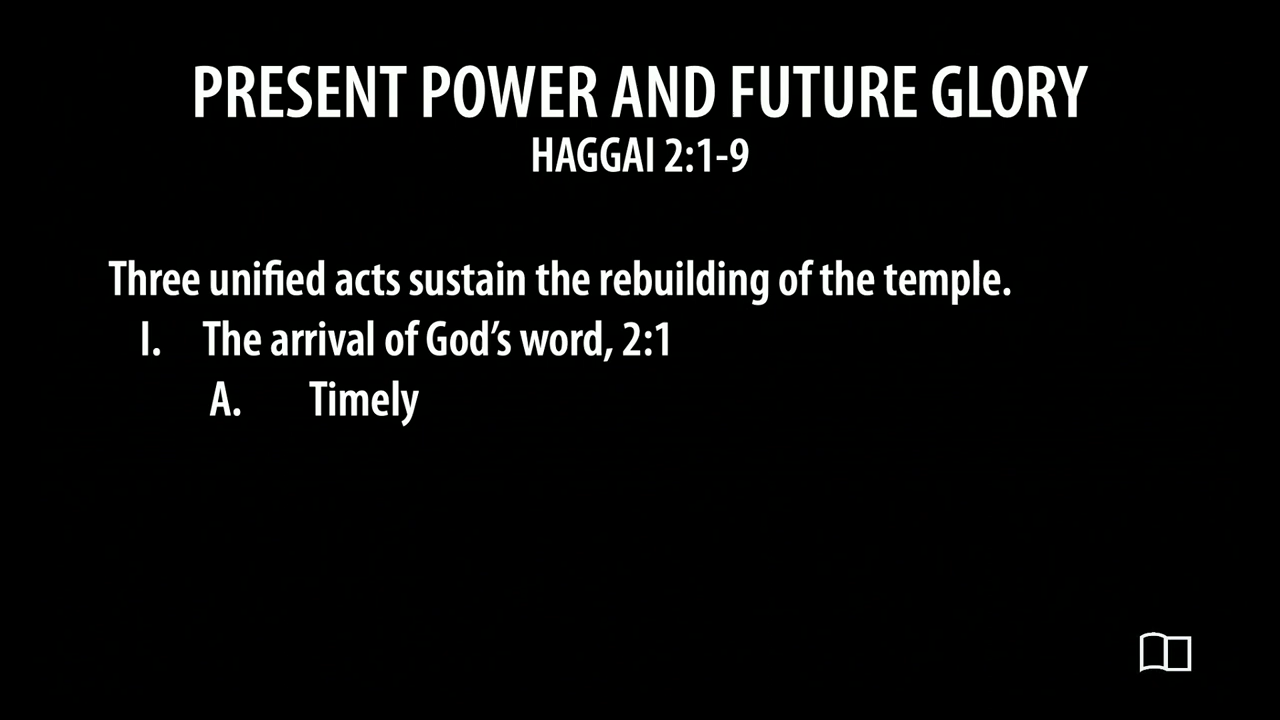 PRESENT POWER AND FUTURE GLORY
HAGGAI 2:1-9
Three unified acts sustain the rebuilding of the temple.
I. The arrival of God’s word, 2:1
A. Timely